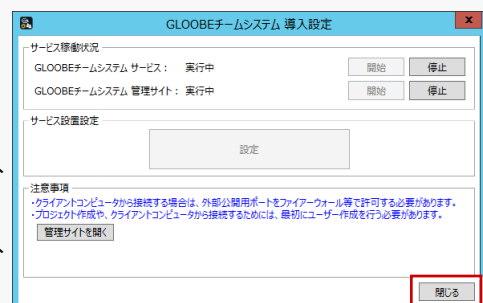 GLOOBEチームシステム 導入設定
x
サービス稼働状況
GLOOBEチームシステム サービス： 実行中 開始 停止
GLOOBEチームシステム 管理サイト： 実行中 開始 停止
サービス設置設定
設定
注意事項
・クライアントコンピュータから接続する場合は、外部公開用ポートをファイアーウォール等で許可する必要があります。
・プロジェクト作成や、クライアントコンピュータから接続するためには、最初にユーザー作成を行う必要があります。
管理サイトを開く
閉じる